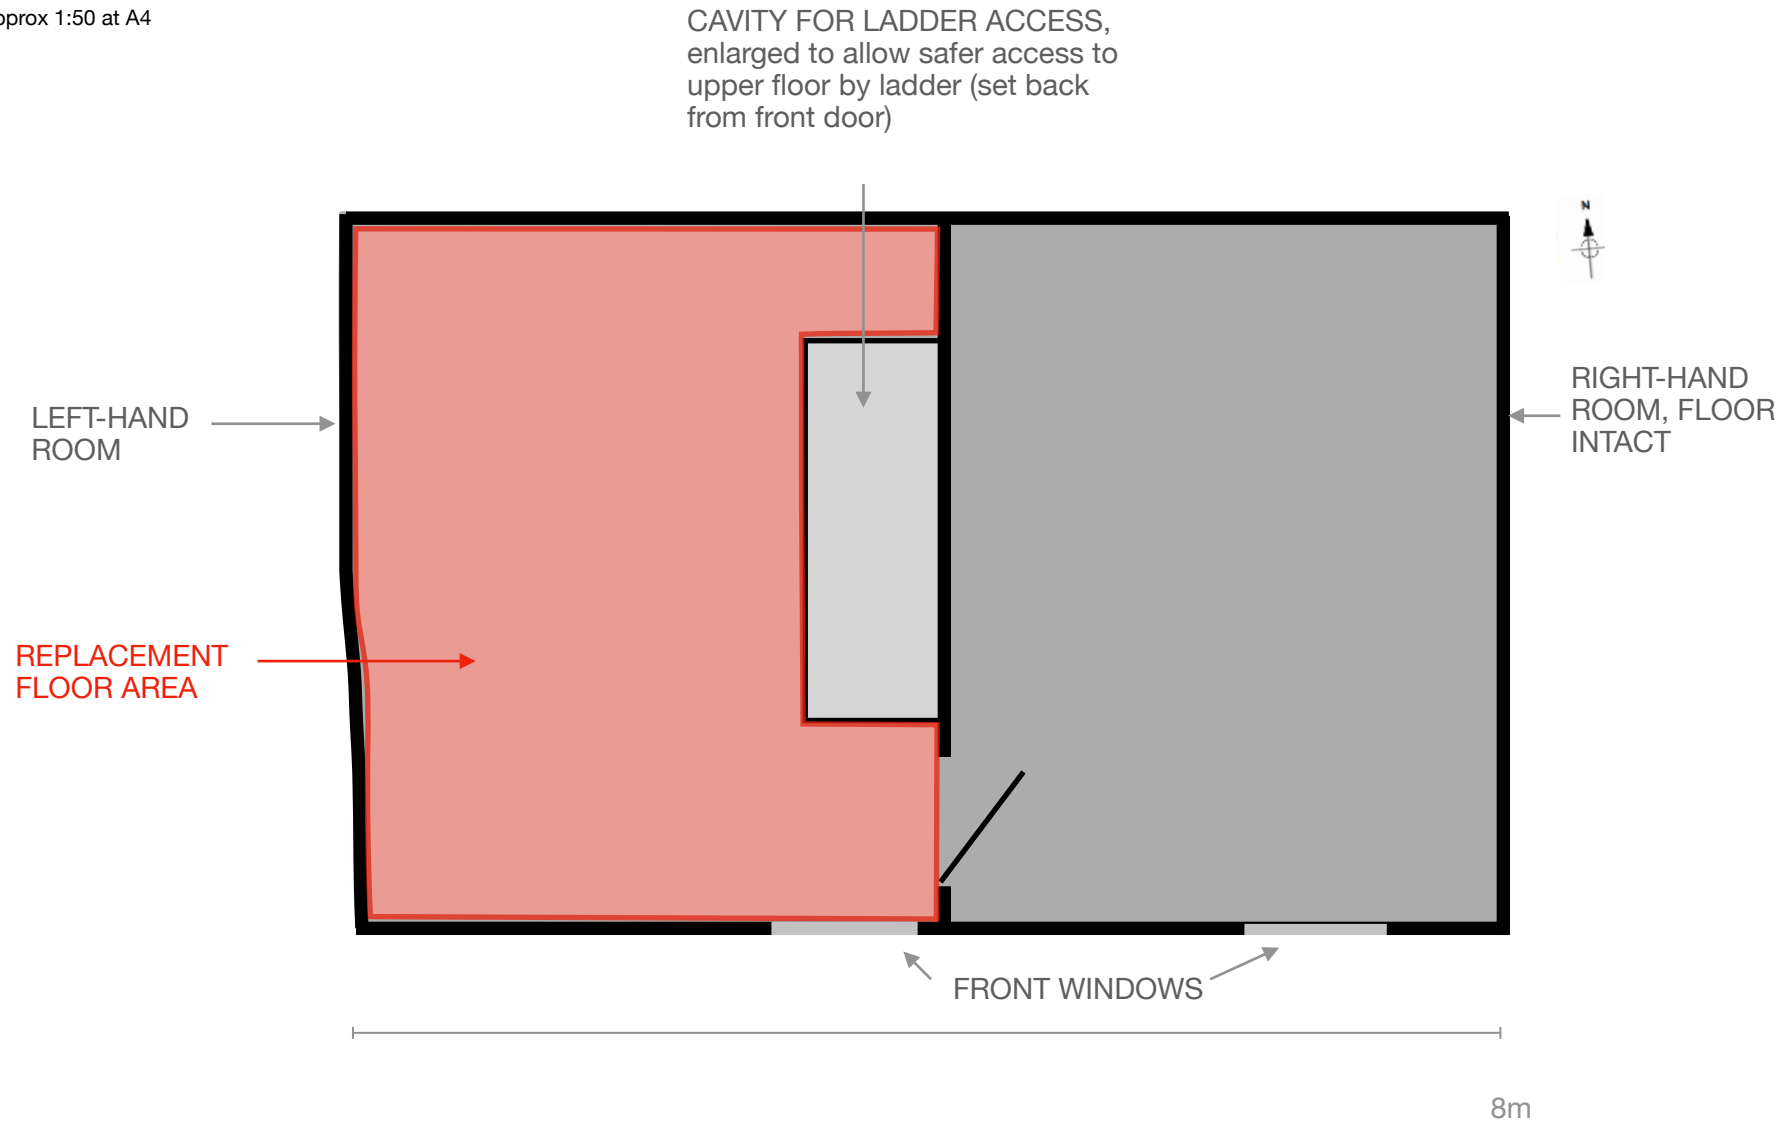 pprox 1:50 at A4
CAVITY FOR LADDER ACCESS,
enlarged to allow safer access to
upper floor by ladder (set back
from front door)
N
LEFT-HAND
ROOM
RIGHT-HAND
ROOM, FLOOR
INTACT
REPLACEMENT
FLOOR AREA
FRONT WINDOWS
8m